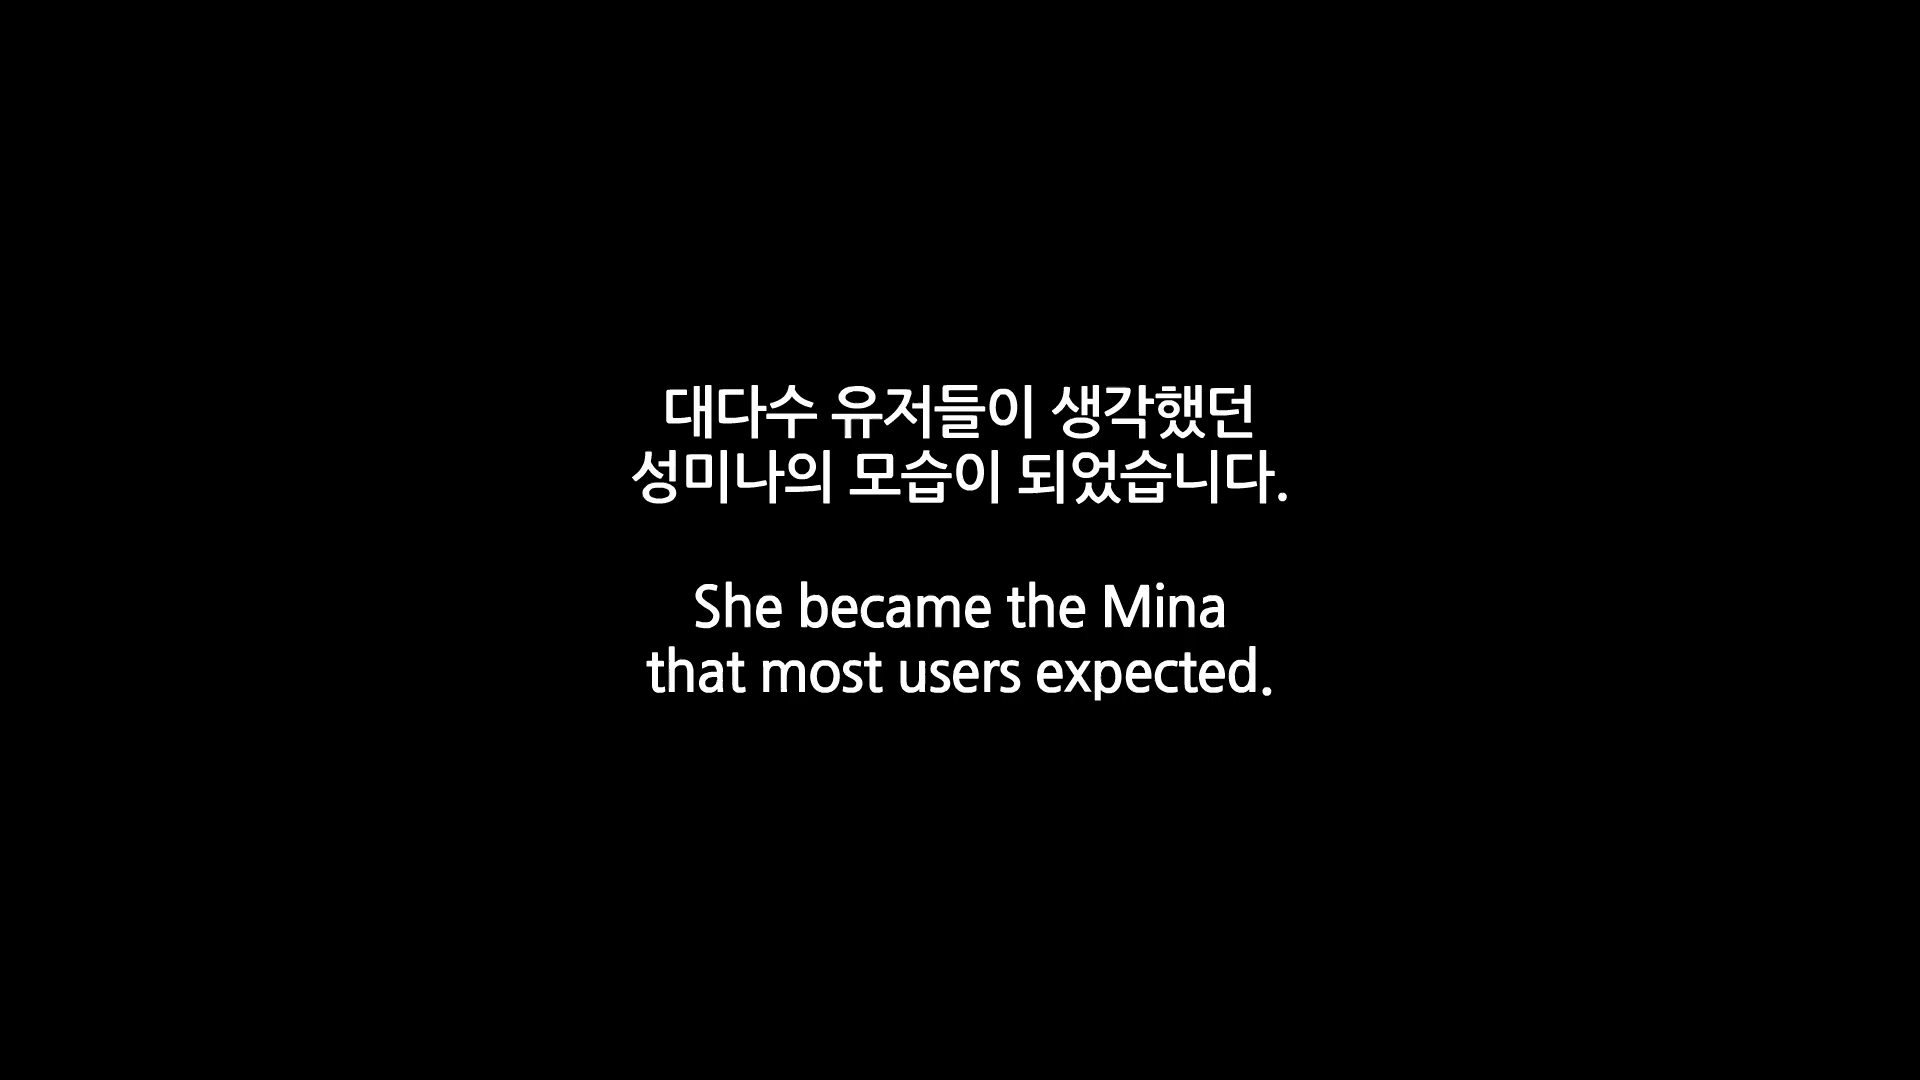 대다수 유저들이 생각했던
성미나의 모습이 되었습니다.
She became the Mina
that most users expected.